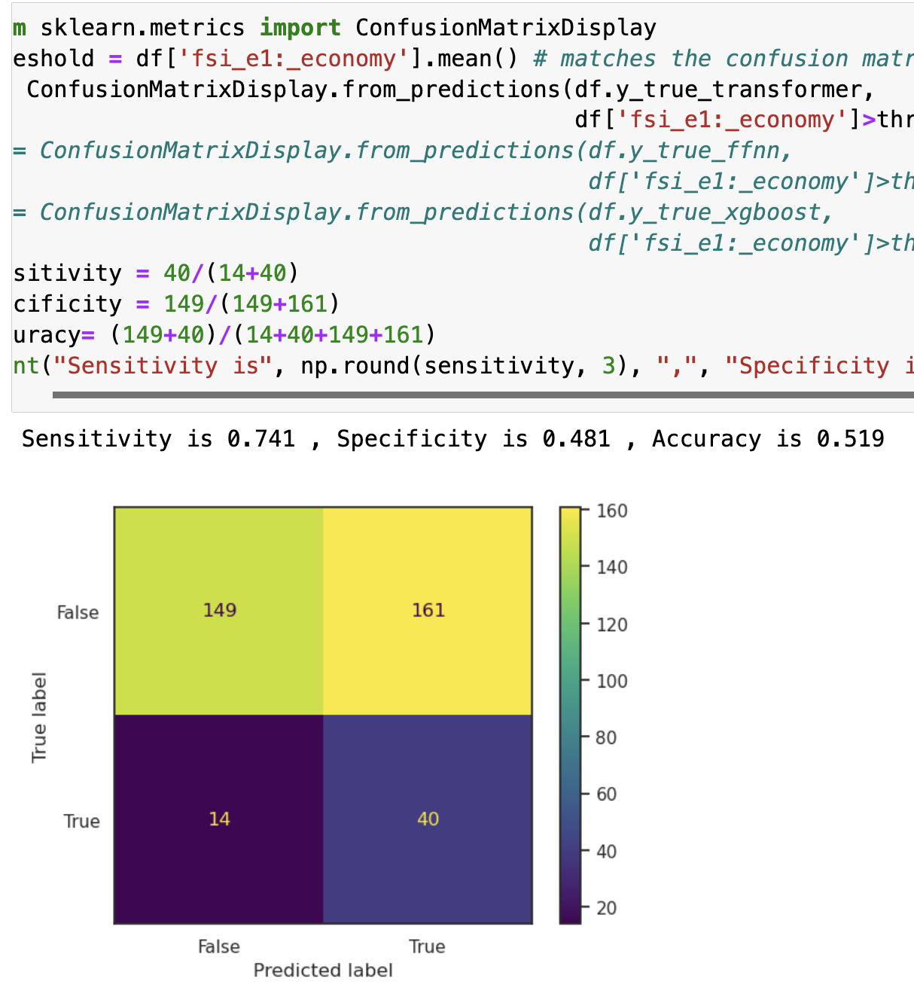 m sklearn.metrics import ConfusionMatrixDisplay
eshold = df['fsi_e1:_economy'].mean() # matches the confusion matr
ConfusionMatrixDisplay.from_predictions(df.y_true_transformer,
df['fsi_e1:_economy']>thr
= ConfusionMatrixDisplay.from_predictions(df.y_true_ffnn,
df['fsi_e1:_economy']>th
= ConfusionMatrixDisplay.from_predictions(df.y_true_xgboost,
df['fsi_e1:_economy']>th
sitivity = 40/(14+40)
cificity = 149/(149+161)
uracy= (149+40)/(14+40+149+161)
nt("Sensitivity is", np.round(sensitivity, 3), ",", "Specificity i
Sensitivity is 0.741 , Specificity is 0.481 , Accuracy is 0.519
160
140
120
100
80
60
40
20
False
149
161
True label
True
14
40
False
True
Predicted label